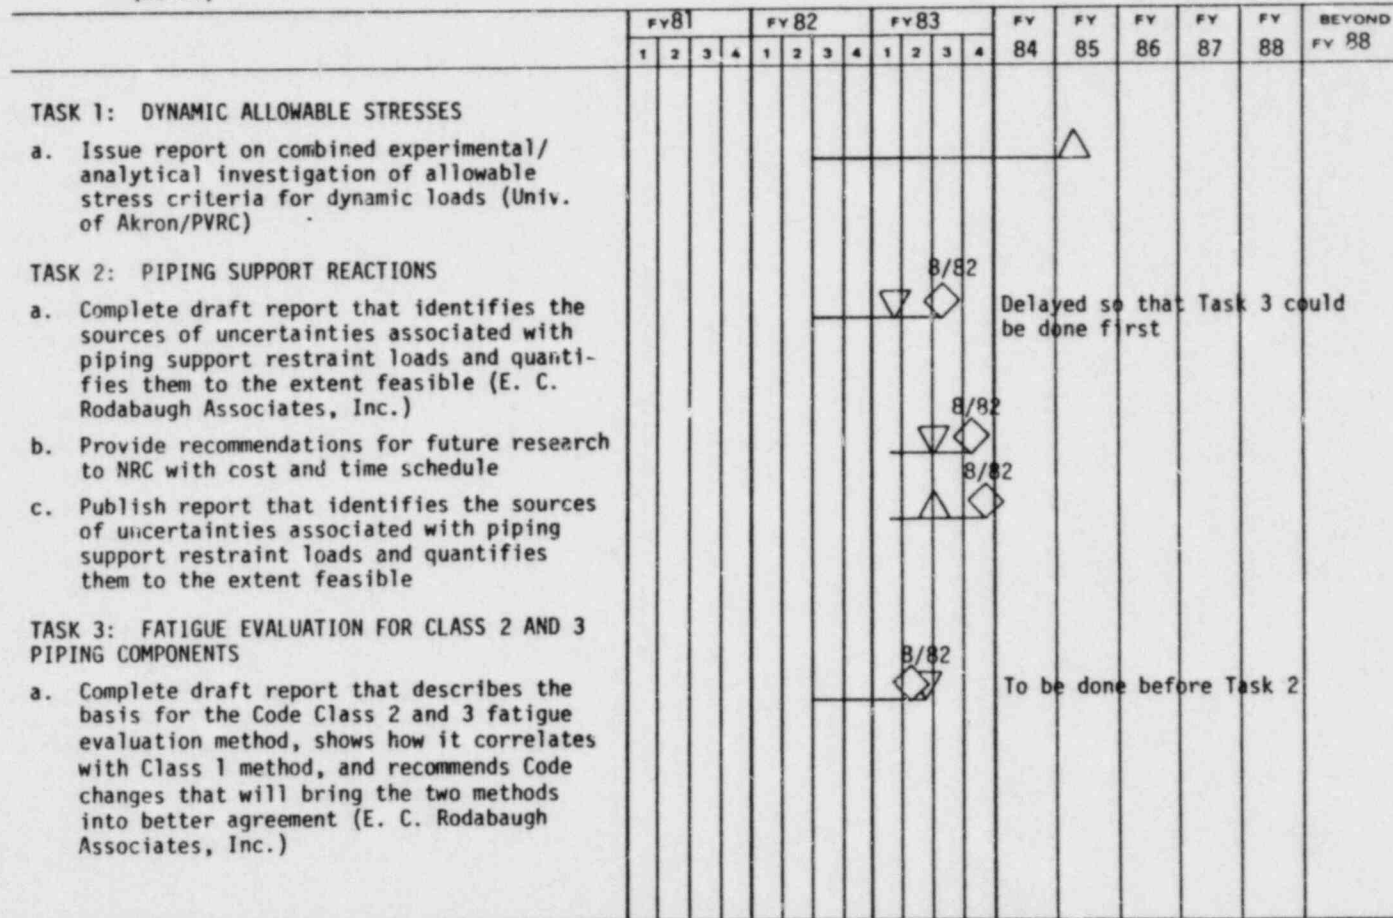 FY 81 FY 82 FY 83 FY 84 FY 85 FY 86 FY 87 FY 88 BEYOND FY 88
1 2 3 4 1 2 3 4 1 2 3 4
TASK 1: DYNAMIC ALLOWABLE STRESSES
a. Issue report on combined experimental/
analytical investigation of allowable
stress criteria for dynamic loads (Univ.
of Akron/PVRC)
TASK 2: PIPING SUPPORT REACTIONS
8/82
a. Complete draft report that identifies the
sources of uncertainties associated with
piping support restraint loads and quanti-
fies them to the extent feasible (E. C.
Rodabaugh Associates, Inc.)
Delayed so that Task 3 could
be done first
8/82
b. Provide recommendations for future research
to NRC with cost and time schedule
8/82
c. Publish report that identifies the sources
of uncertainties associated with piping
support restraint loads and quantifies
them to the extent feasible
TASK 3: FATIGUE EVALUATION FOR CLASS 2 AND 3
PIPING COMPONENTS
8/82
a. Complete draft report that describes the
basis for the Code Class 2 and 3 fatigue
evaluation method, shows how it correlates
with Class 1 method, and recommends Code
changes that will bring the two methods
into better agreement (E. C. Rodabaugh
Associates, Inc.)
To be done before Task 2